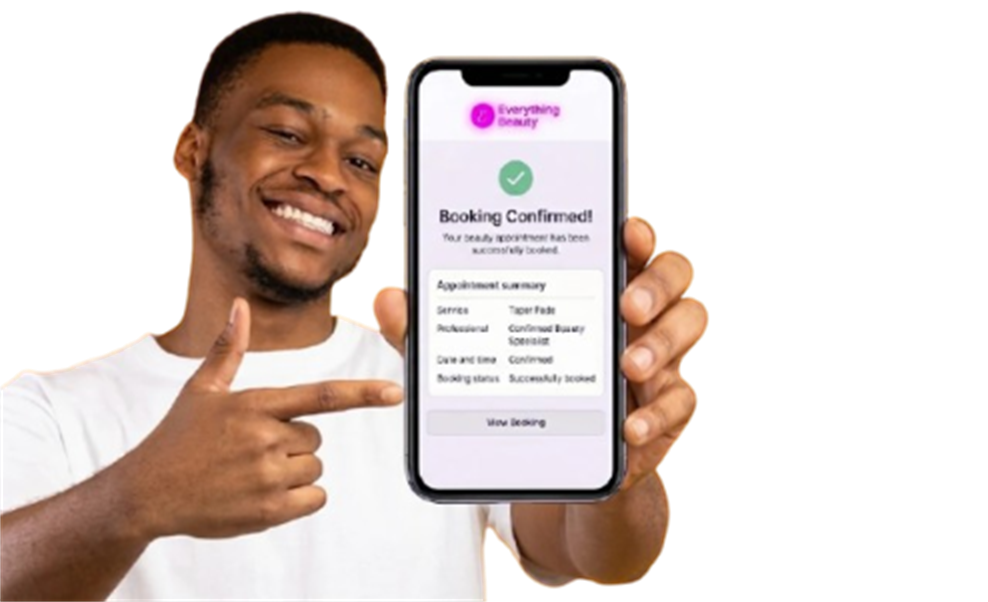 Everything
Beauty
Booking Confirmed!
Your beauty appointment has been
successfully booked.
Appointment summary
Service Taper Fade
Professional Confirmed Beauty
Specialist
Date and time Confirmed
Booking status Successfully booked
View Booking